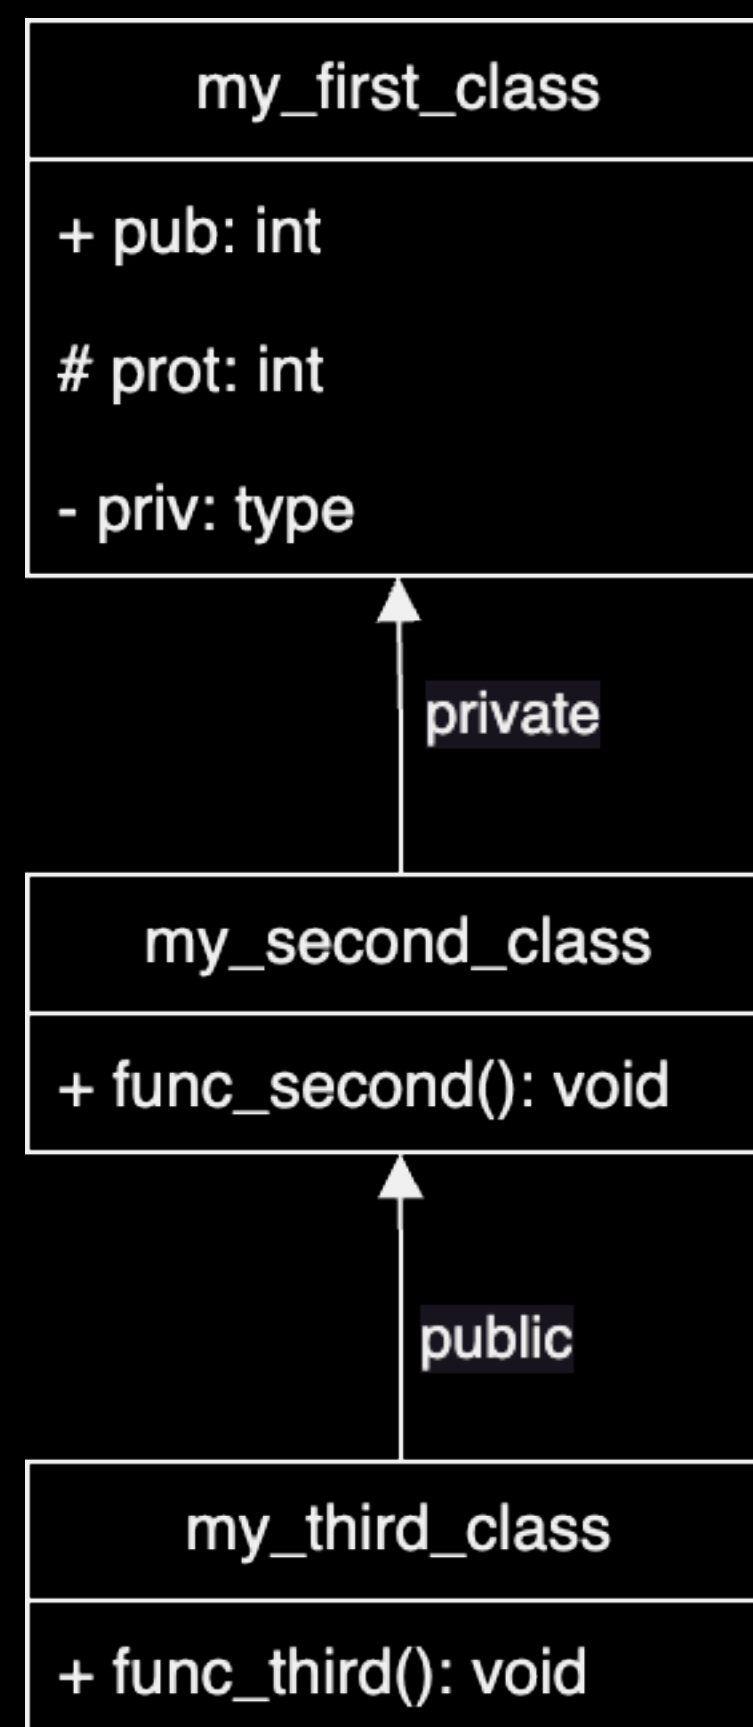 my_first_class
+ pub: int
# prot: int
- priv: type
private
my_second_class
+ func_second(): void
public
my_third_class
+ func_third(): void